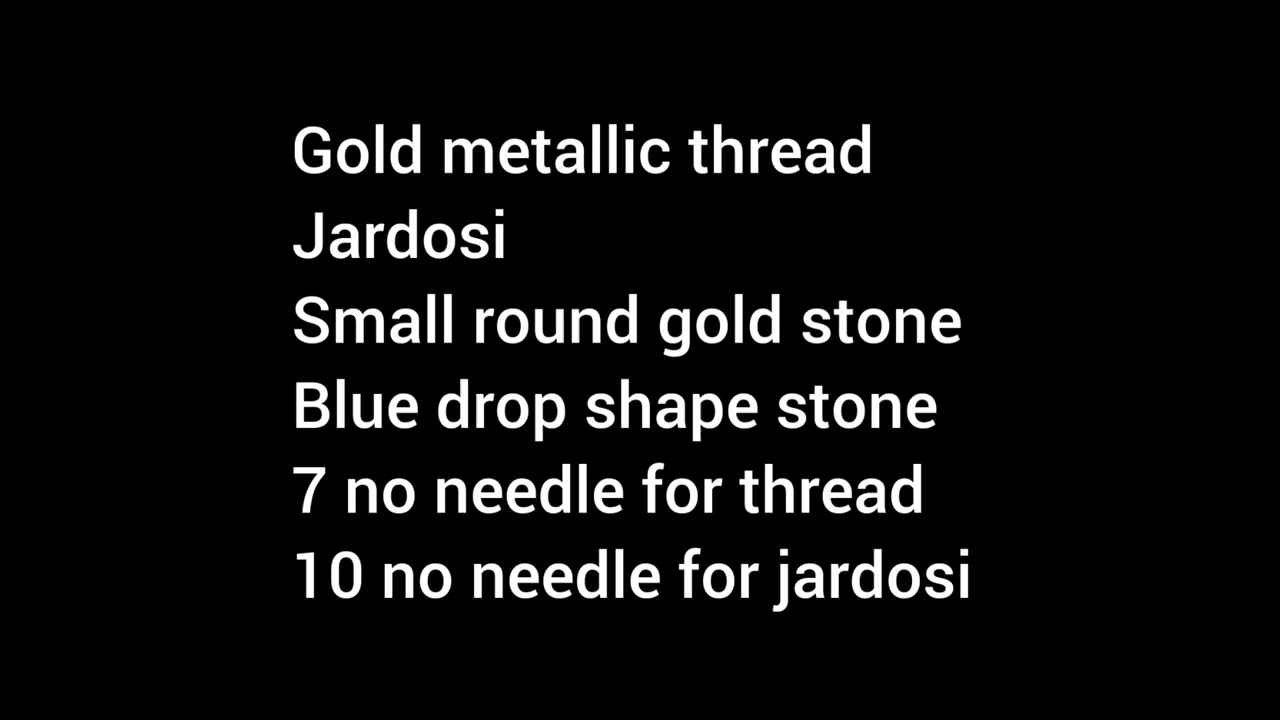 Gold metallic thread
Jardosi
Small round gold stone
Blue drop shape stone
7 no needle for thread
10 no needle for jardosi